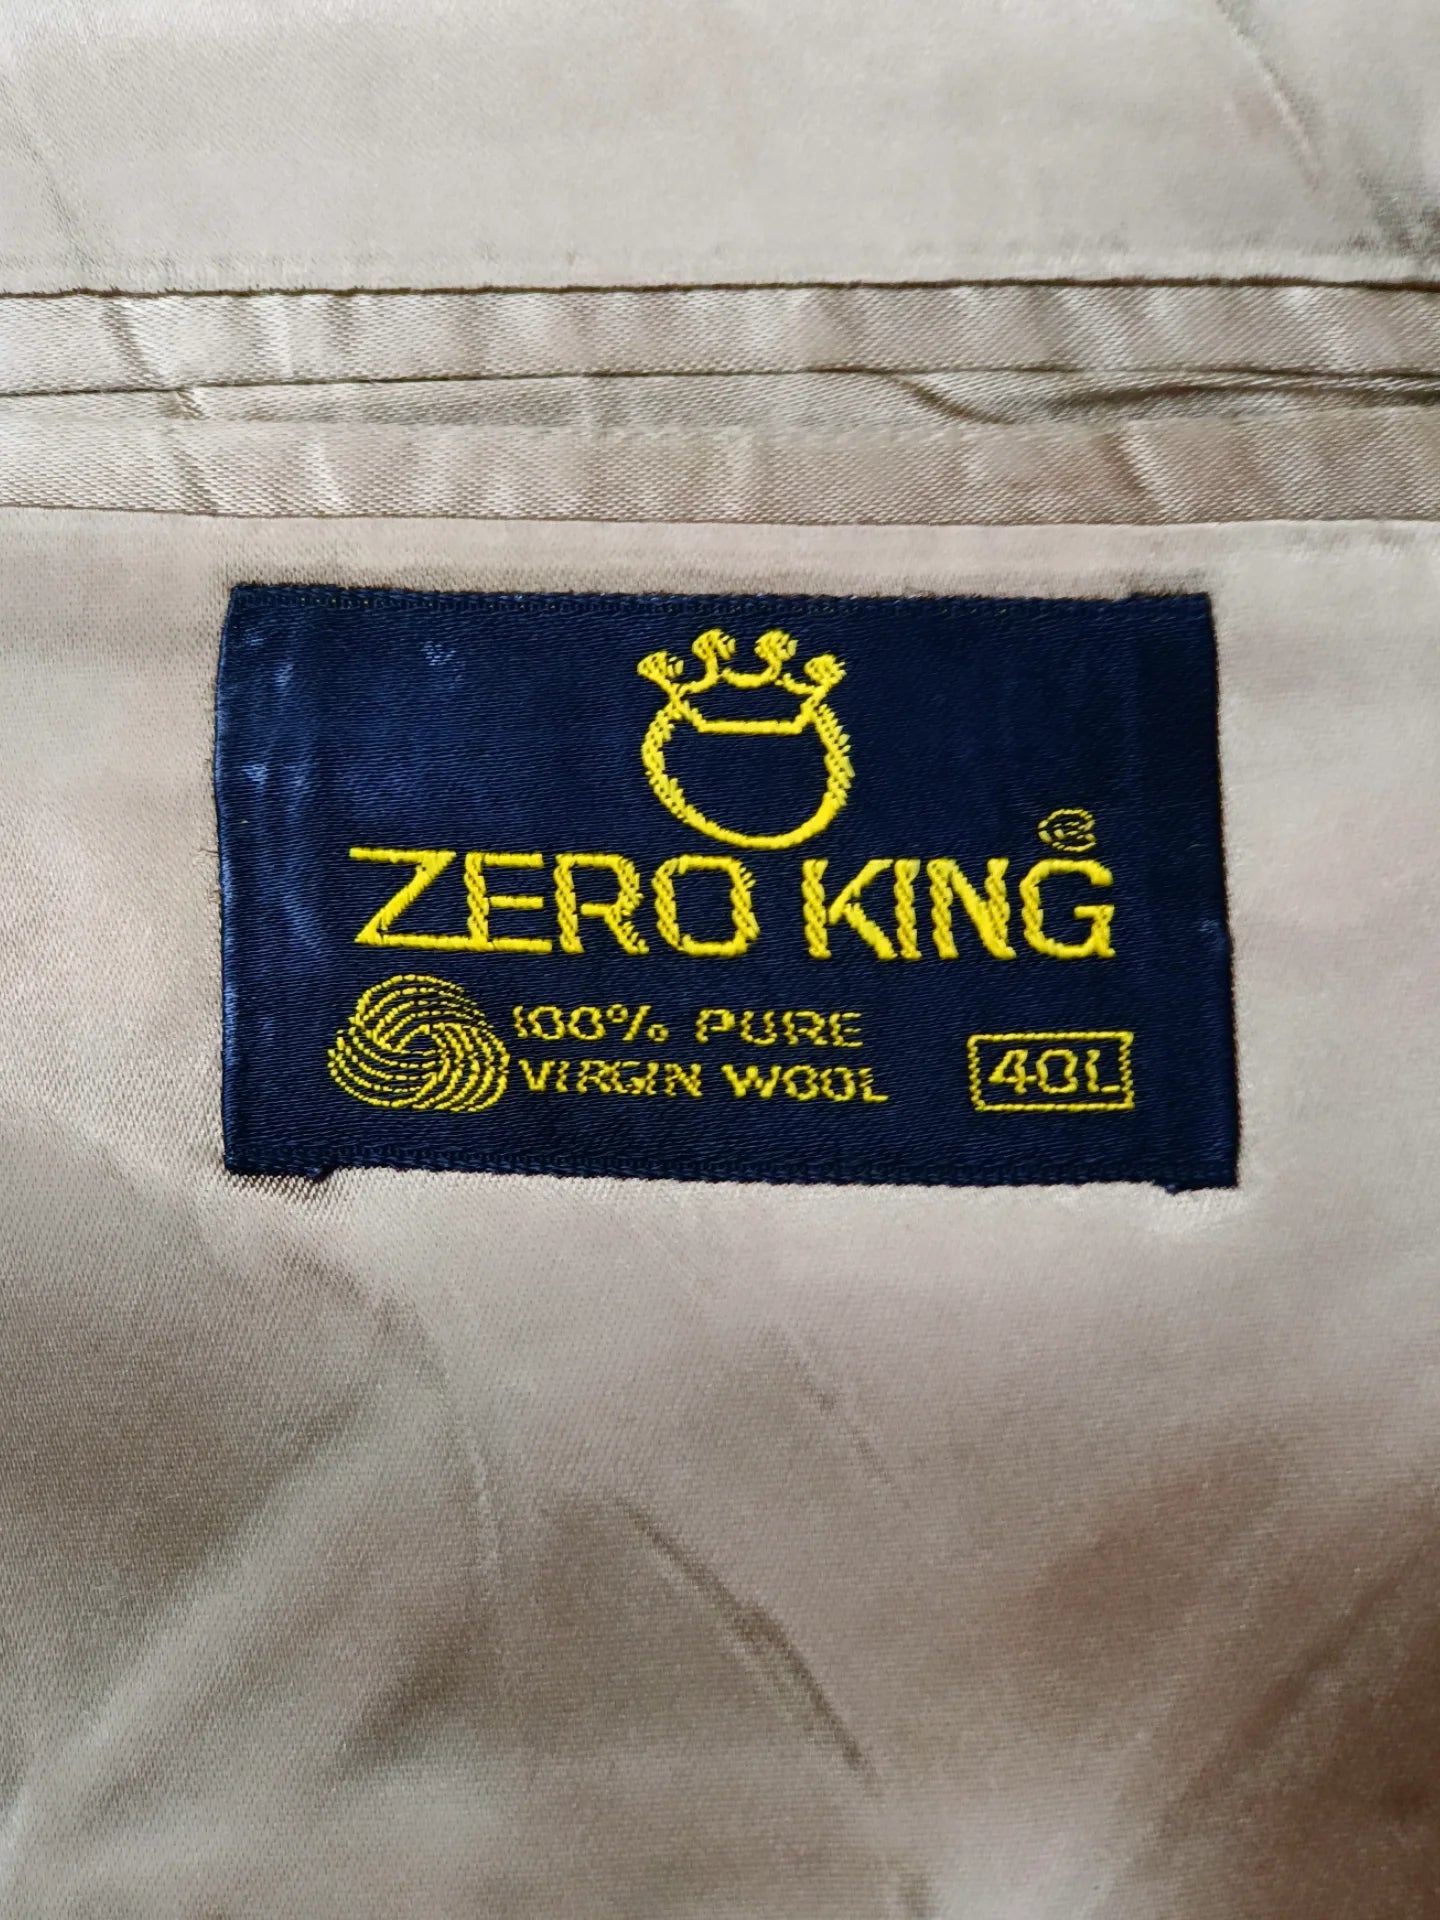 ZERO KING®
100% PURE
VIRGIN WOOL
40L